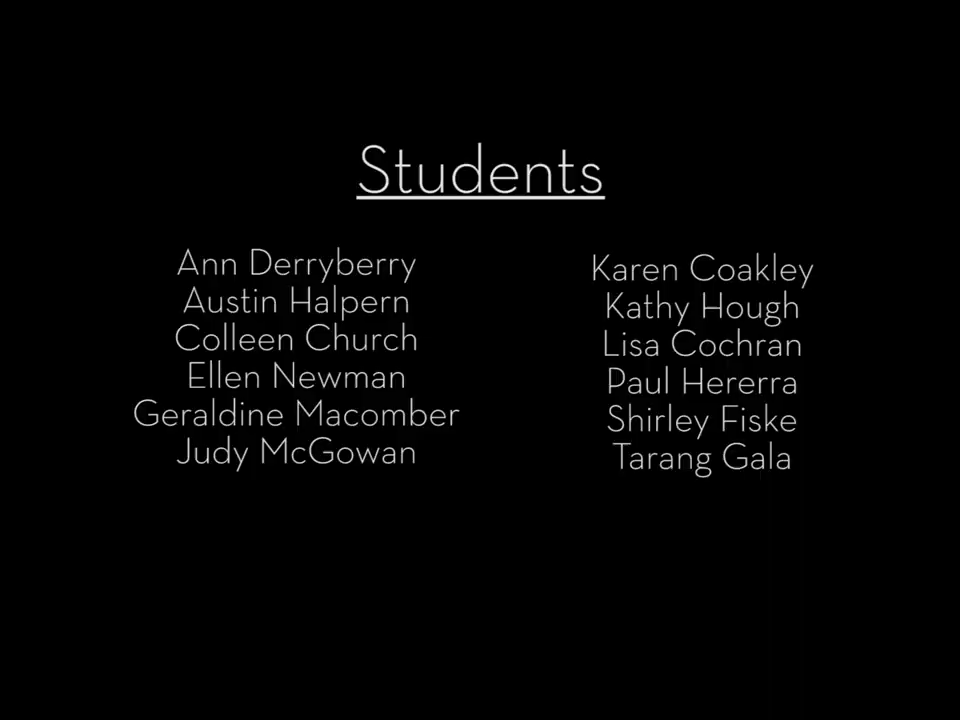 Students
Ann Derryberry
Austin Halpern
Colleen Church
Ellen Newman
Geraldine Macomber
Judy McGowan
Karen Coakley
Kathy Hough
Lisa Cochran
Paul Hererra
Shirley Fiske
Tarang Gala